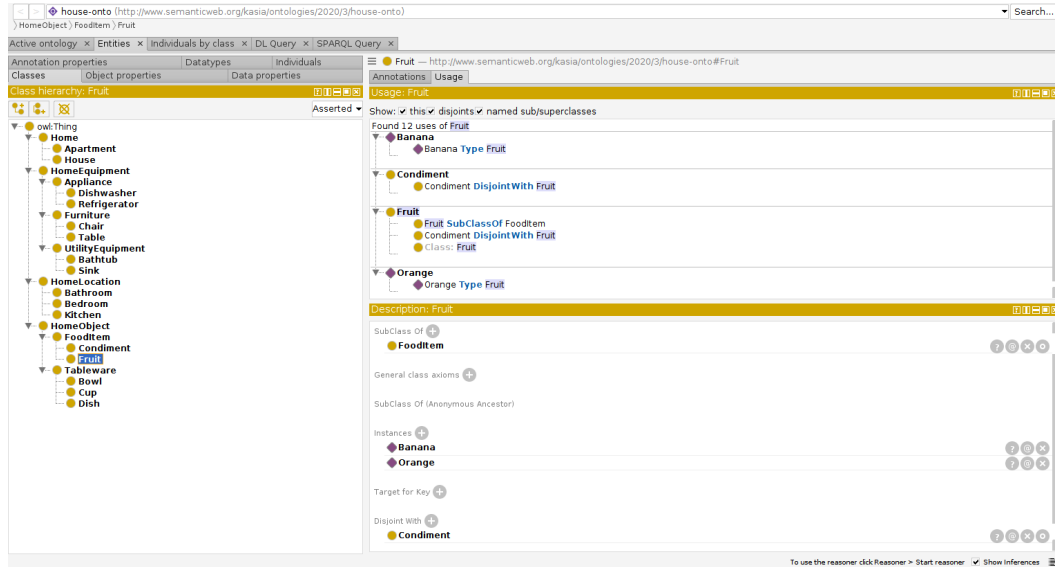 < > house-onto (http://www.semanticweb.org/kasia/ontologies/2020/3/house-onto) Search...
HomeObject FoodItem Fruit
Active ontology × Entities × Individuals by class × DL Query × SPARQL Query ×
Annotation properties Datatypes Individuals
Classes Object properties Data properties
Class hierarchy: Fruit
Asserted
owl:Thing
Home
Apartment
House
HomeEquipment
Appliance
Dishwasher
Refrigerator
Furniture
Chair
Table
UtilityEquipment
Bathtub
Sink
HomeLocation
Bathroom
Bedroom
Kitchen
HomeObject
FoodItem
Condiment
Fruit
Tableware
Bowl
Cup
Dish
Fruit — http://www.semanticweb.org/kasia/ontologies/2020/3/house-onto#Fruit
Annotations Usage
Usage: Fruit
Show: this disjoints named sub/superclasses
Found 12 uses of Fruit
Banana
Banana Type Fruit
Condiment
Condiment DisjointWith Fruit
Fruit
Fruit SubClassOf FoodItem
Condiment DisjointWith Fruit
Class: Fruit
Orange
Orange Type Fruit
Description: Fruit
SubClass Of
FoodItem
General class axioms
SubClass Of (Anonymous Ancestor)
Instances
Banana
Orange
Target for Key
Disjoint With
Condiment
To use the reasoner click Reasoner > Start reasoner Show Inferences